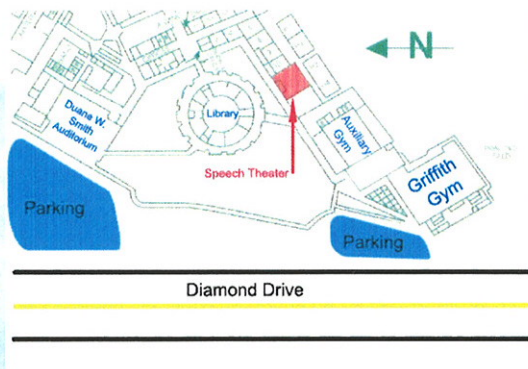 N
Duane W.
Smith
Auditorium
Library
Auxiliary
Gym
Speech Theater
Griffith
Gym
Parking
Parking
Diamond Drive